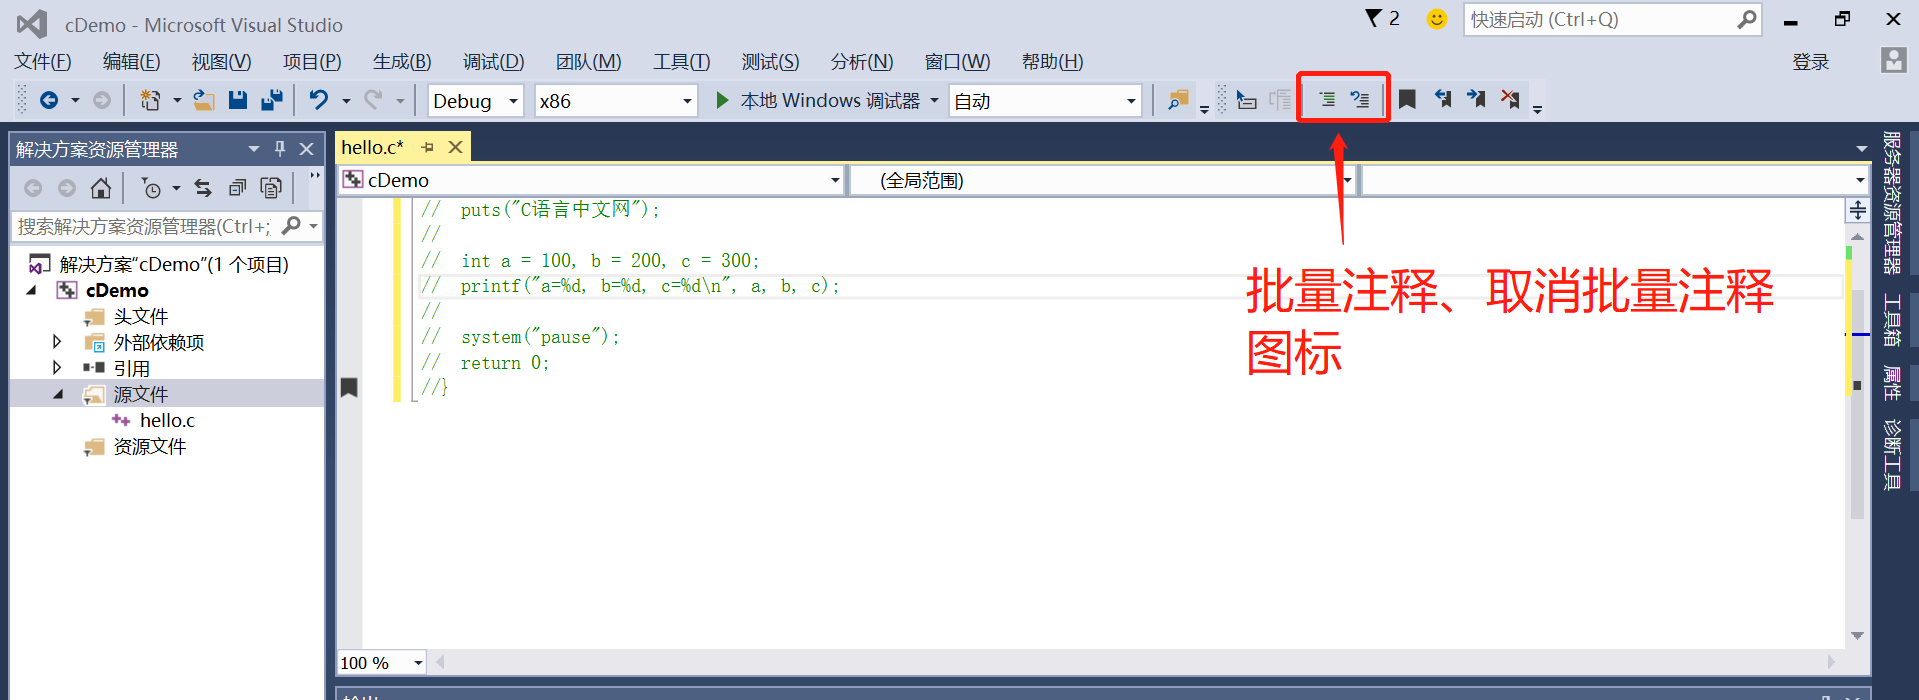 cDemo - Microsoft Visual Studio
2
快速启动 (Ctrl+Q)
文件(F) 编辑(E) 视图(V) 项目(P) 生成(B) 调试(D) 团队(M) 工具(T) 测试(S) 分析(N) 窗口(W) 帮助(H)
登录
Debug x86 本地 Windows 调试器 自动
解决方案资源管理器
搜索解决方案资源管理器(Ctrl+;
解决方案“cDemo”(1 个项目)
cDemo
头文件
外部依赖项
引用
源文件
hello.c
资源文件
hello.c*
cDemo
(全局范围)
// puts("C语言中文网");
//
// int a = 100, b = 200, c = 300;
// printf("a=%d, b=%d, c=%d\n", a, b, c);
//
// system("pause");
// return 0;
//}
批量注释、取消批量注释
图标
100 %
服务器资源管理器
工具箱
属性
诊断工具